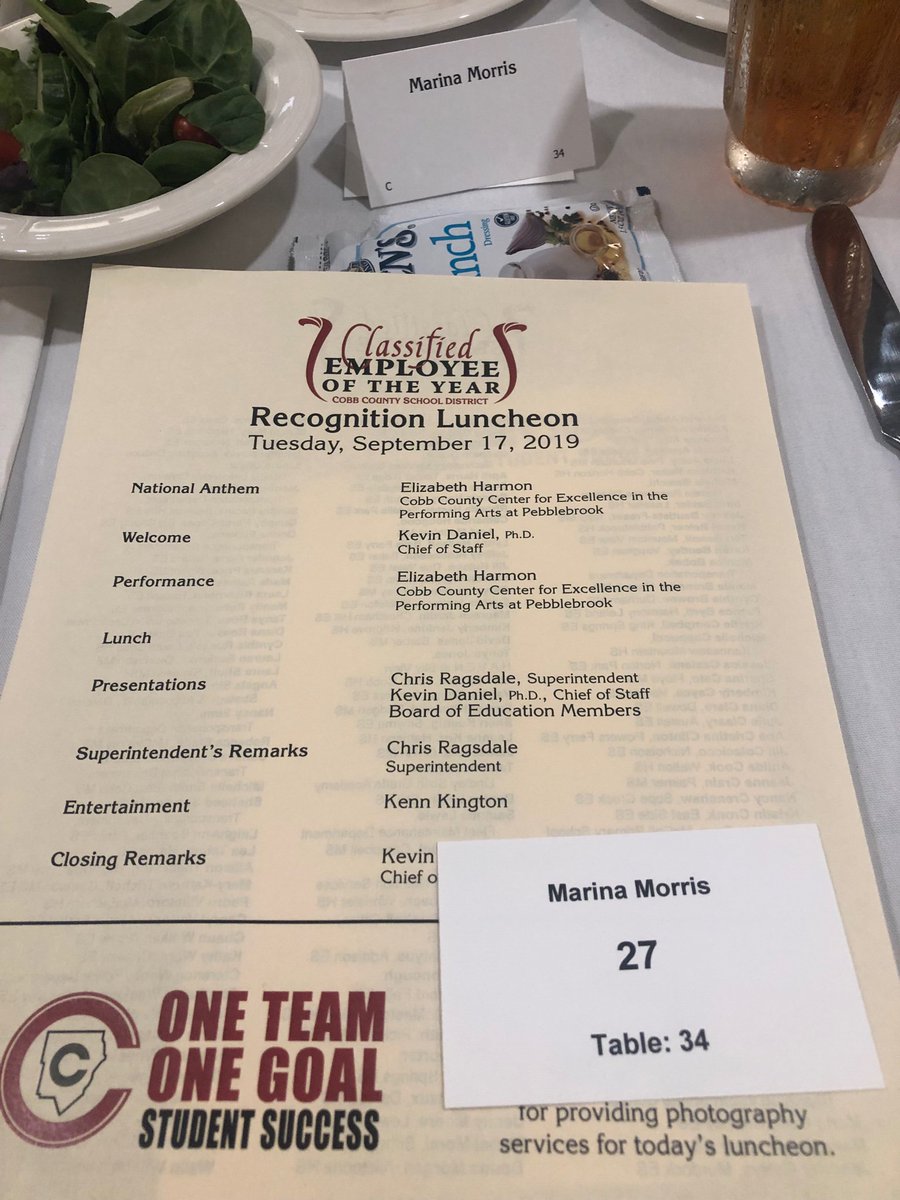 Marina Morris
34
C
Dressing
Classified
EMPLOYEE
OF THE YEAR
COBB COUNTY SCHOOL DISTRICT
Recognition Luncheon
Tuesday, September 17, 2019
National Anthem
Elizabeth Harmon
Cobb County Center for Excellence in the
Performing Arts at Pebblebrook
Welcome
Kevin Daniel, Ph.D.
Chief of Staff
Performance
Elizabeth Harmon
Cobb County Center for Excellence in the
Performing Arts at Pebblebrook
Lunch
Presentations
Chris Ragsdale, Superintendent
Kevin Daniel, Ph.D., Chief of Staff
Board of Education Members
Superintendent's Remarks
Chris Ragsdale
Superintendent
Entertainment
Kenn Kington
Closing Remarks
Kevin
Chief o
Marina Morris
27
Table: 34
C
ONE TEAM
ONE GOAL
STUDENT SUCCESS
for providing photography
services for today's luncheon.